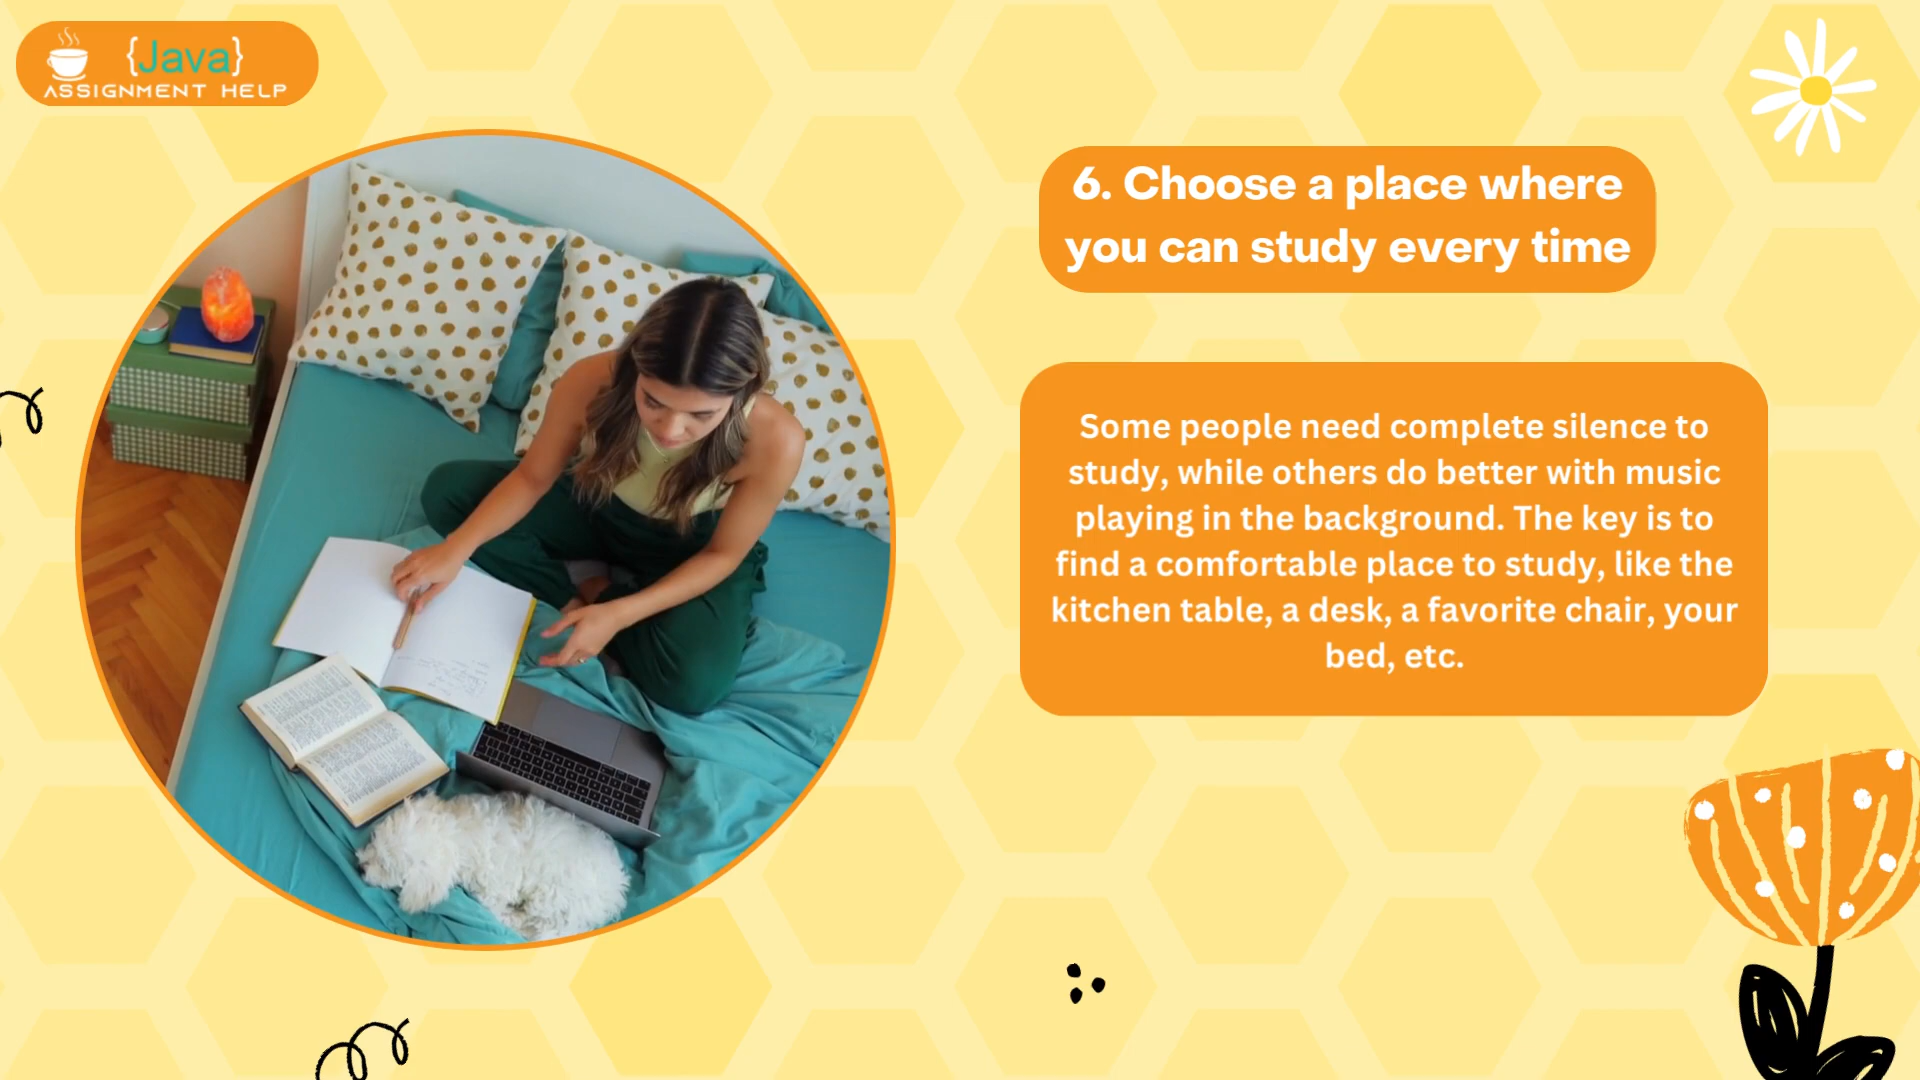 {Java}
ASSIGNMENT HELP
6. Choose a place where
you can study every time
Some people need complete silence to
study, while others do better with music
playing in the background. The key is to
find a comfortable place to study, like the
kitchen table, a desk, a favorite chair, your
bed, etc.